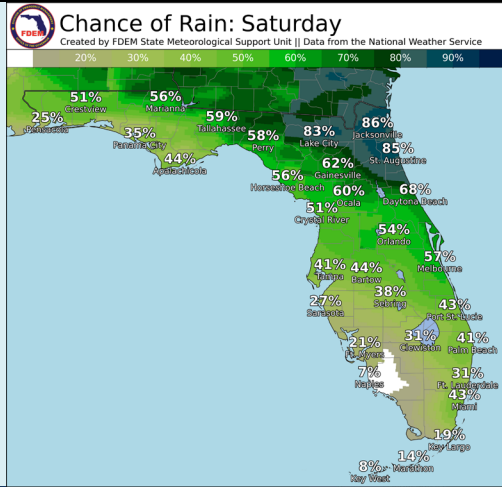 FDEM
Chance of Rain: Saturday
Created by FDEM State Meteorological Support Unit || Data from the National Weather Service
20% 30% 40% 50% 60% 70% 80% 90%
51%
Crestview
56%
Marianna
25%
Pensacola
59%
Tallahassee
35%
Panama City
58%
Perry
83%
Lake City
86%
Jacksonville
85%
St. Augustine
44%
Apalachicola
62%
Gainesville
56%
Horseshoe Beach
60%
Ocala
68%
Daytona Beach
51%
Crystal River
54%
Orlando
57%
Melbourne
41%
Tampa
44%
Bartow
38%
Sebring
27%
Sarasota
43%
Port St. Lucie
21%
Ft. Myers
31%
Clewiston
41%
Palm Beach
7%
Naples
31%
Ft. Lauderdale
43%
Miami
19%
Key Largo
14%
Marathon
8%
Key West